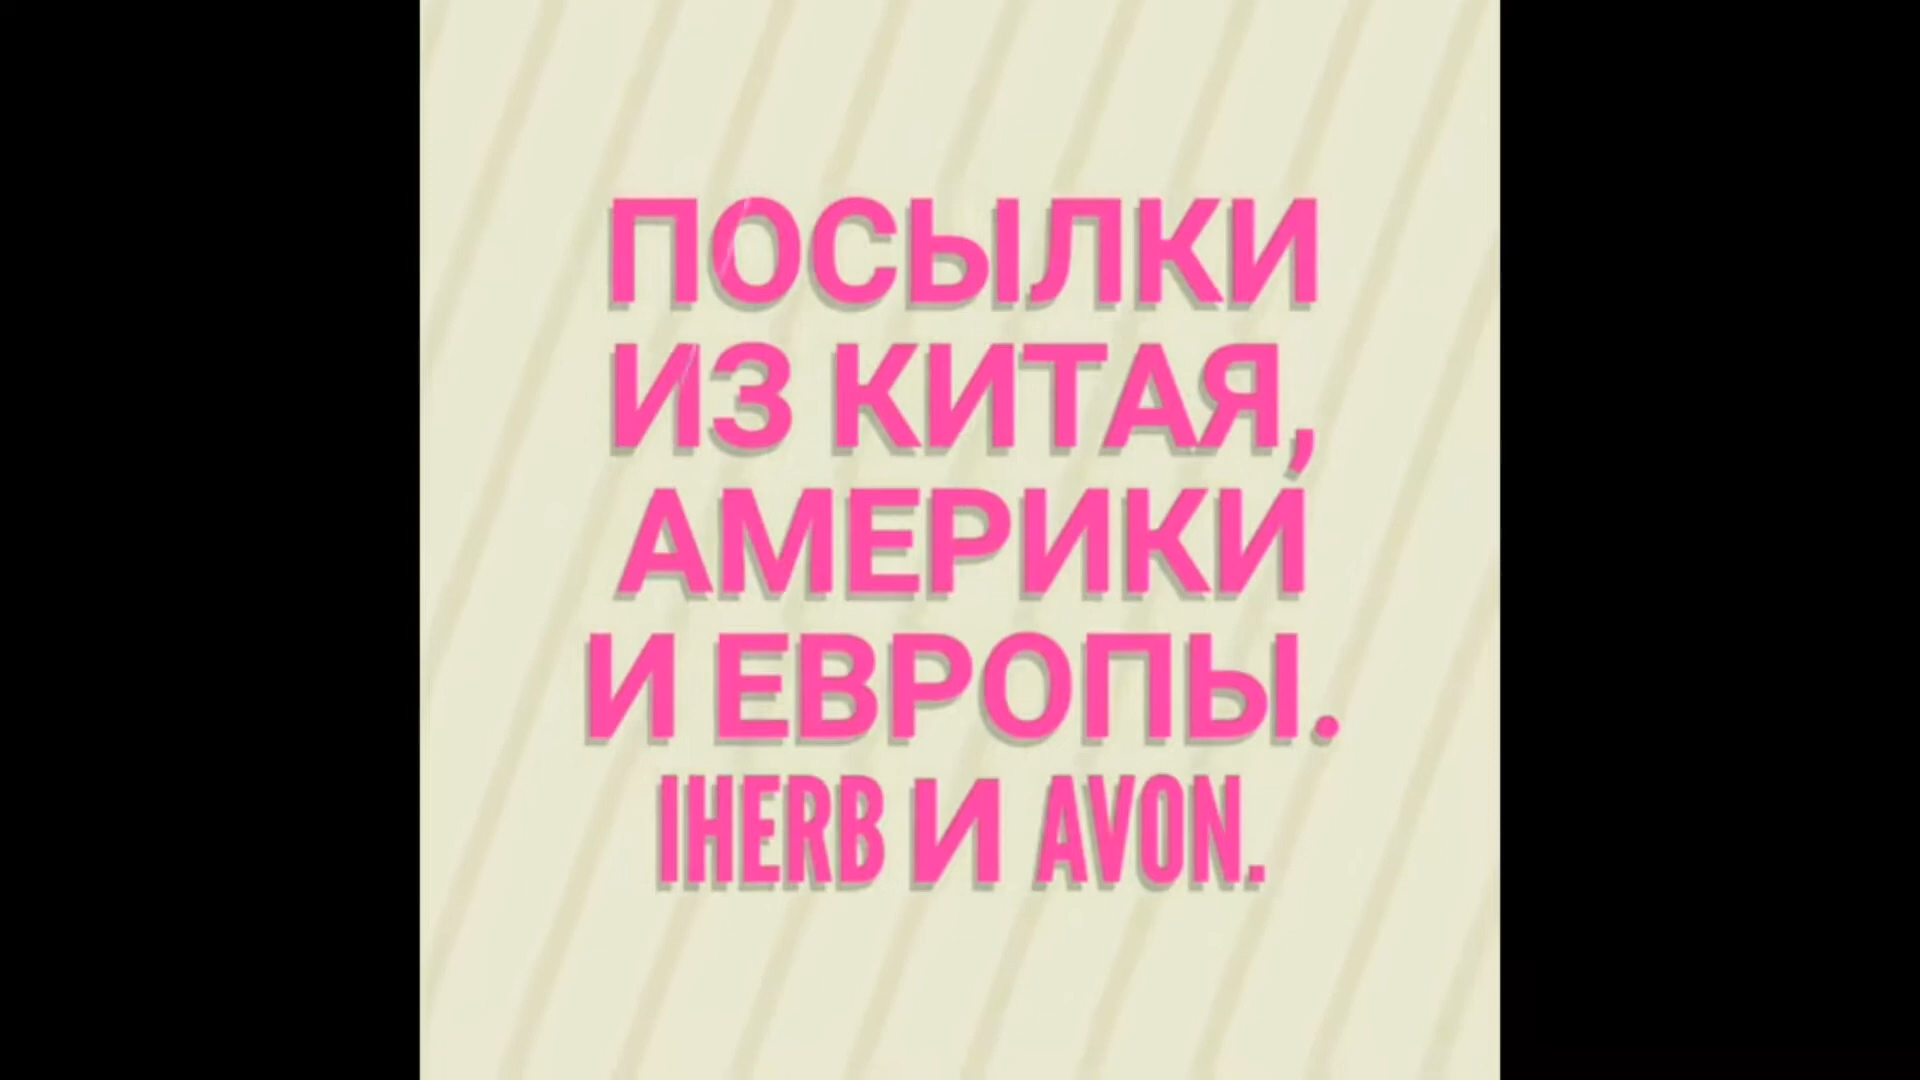 ПОСЫЛКИ
ИЗ КИТАЯ,
АМЕРИКИ
И ЕВРОПЫ.
IHERB И AVON.